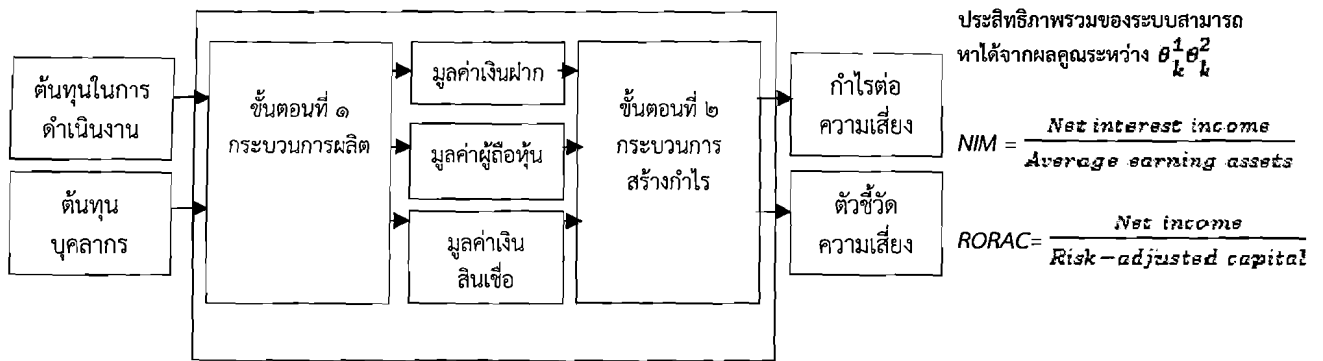 ต้นทุนในการ
ดำเนินงาน
ต้นทุน
บุคลากร
ขั้นตอนที่ ๑
กระบวนการผลิต
มูลค่าเงินฝาก
มูลค่าผู้ถือหุ้น
มูลค่าเงิน
สินเชื่อ
ขั้นตอนที่ ๒
กระบวนการ
สร้างกำไร
กำไรต่อ
ความเสี่ยง
ตัวชี้วัด
ความเสี่ยง
ประสิทธิภาพรวมของระบบสามารถ
หาได้จากผลคูณระหว่าง θ¹ₖθ²ₖ
NIM = Net interest income / Average earning assets
RORAC= Net income / Risk-adjusted capital